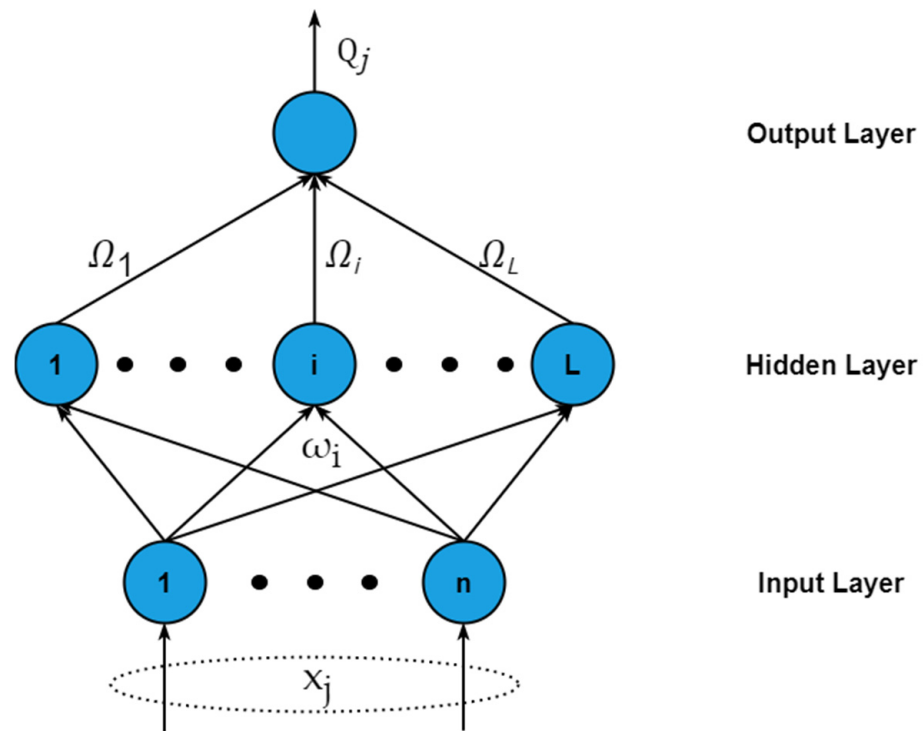 Qj
Output Layer
Ω1 Ωi ΩL
1 i L Hidden Layer
ωi
1 n Input Layer
xj